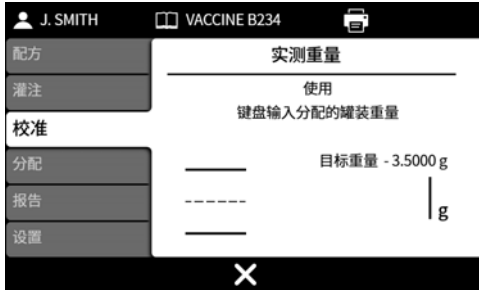 J. SMITH
VACCINE B234
配方
灌注
校准
分配
报告
设置
实测重量
使用
键盘输入分配的罐装重量
目标重量 - 3.5000 g
g